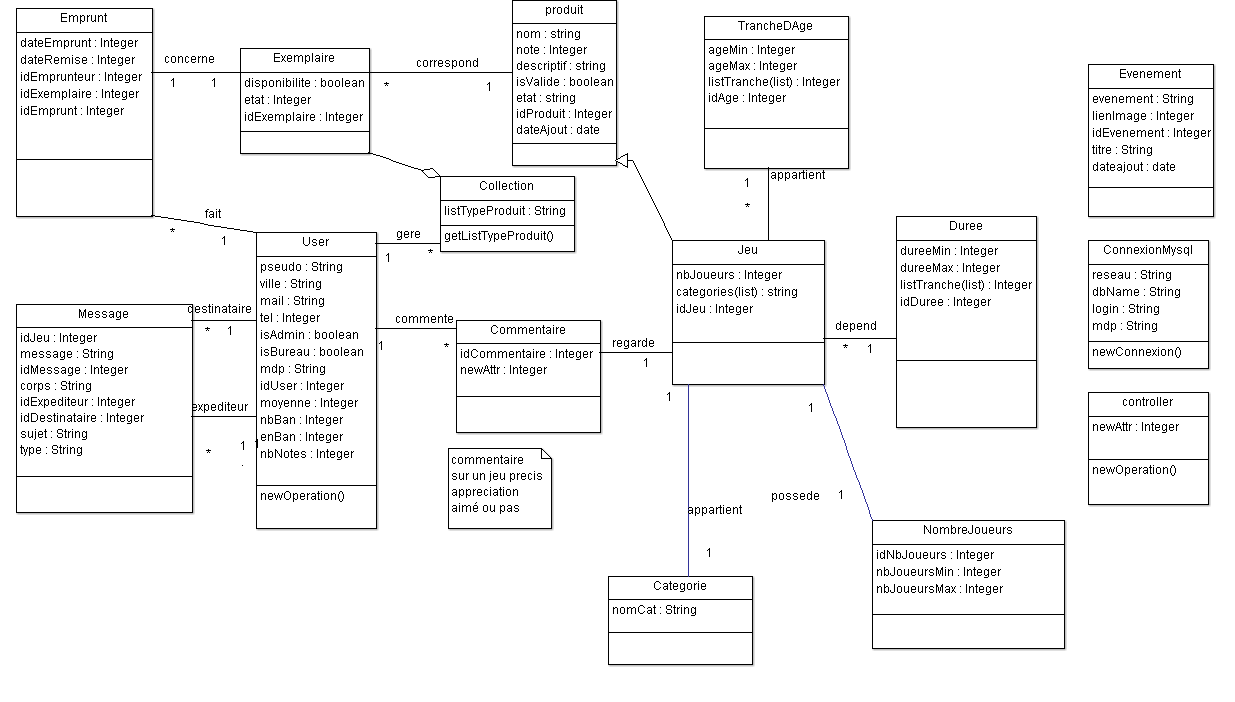 Emprunt
dateEmprunt : Integer
dateRemise : Integer
idEmprunteur : Integer
idExemplaire : Integer
idEmprunt : Integer
concerne
1
1
Exemplaire
disponibilite : boolean
etat : Integer
idExemplaire : Integer
correspond
*
1
produit
nom : string
note : Integer
descriptif : string
isValide : boolean
etat : string
idProduit : Integer
dateAjout : date
TrancheDAge
ageMin : Integer
ageMax : Integer
listTranche(list) : Integer
idAge : Integer
appartient
1
*
Evenement
evenement : String
lienImage : Integer
idEvenement : Integer
titre : String
dateajout : date
Collection
listTypeProduit : String
getListTypeProduit()
fait
*
1
gere
1
*
User
pseudo : String
ville : String
mail : String
tel : Integer
isAdmin : boolean
isBureau : boolean
mdp : String
idUser : Integer
moyenne : Integer
nbBan : Integer
enBan : Integer
nbNotes : Integer
newOperation()
Jeu
nbJoueurs : Integer
categories(list) : string
idJeu : Integer
Duree
dureeMin : Integer
dureeMax : Integer
listTranche(list) : Integer
idDuree : Integer
depend
*
1
ConnexionMysql
reseau : String
dbName : String
login : String
mdp : String
newConnexion()
Message
idJeu : Integer
message : String
idMessage : Integer
corps : String
idExpediteur : Integer
idDestinataire : Integer
sujet : String
type : String
destinataire
*
1
expediteur
*
1
commente
1
*
Commentaire
idCommentaire : Integer
newAttr : Integer
regarde
1
controller
newAttr : Integer
newOperation()
commentaire
sur un jeu precis
appreciation
aimé ou pas
1
appartient
1
1
possede
1
Categorie
nomCat : String
NombreJoueurs
idNbJoueurs : Integer
nbJoueursMin : Integer
nbJoueursMax : Integer